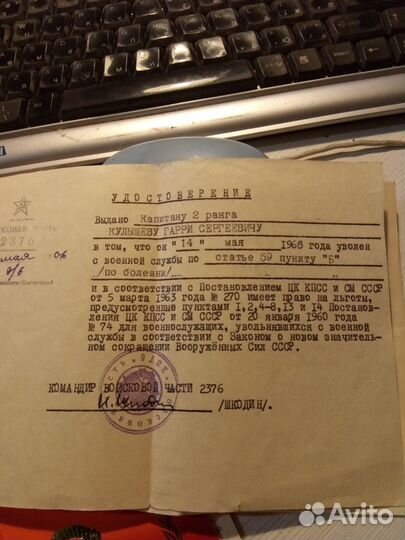 УДОСТОВЕРЕНИЕ
Выдано Капитану 2 ранга
КУЛЫШЕВУ ГАРРИ СЕРГЕЕВИЧУ
в том, что он "14" мая 1966 года уволен
с военной службы по статье 59 пункту "Б"
/по болезни/
и в соответствии с Постановлением ЦК КПСС и СМ СССР
от 5 марта 1963 года № 270 имеет право на льготы,
предусмотренные пунктами 1,2,4-8,13 и 14 Постанов-
ления ЦК КПСС и СМ СССР от 20 января 1960 года
№ 74 для военнослужащих, увольнявшихся с военной
службы в соответствии с Законом о новом значитель-
ном сокращении Вооружённых Сил СССР.
КОМАНДИР ВОЙСКОВОЙ ЧАСТИ 2376
/ШКОДИН/.
2376
мая
Avito